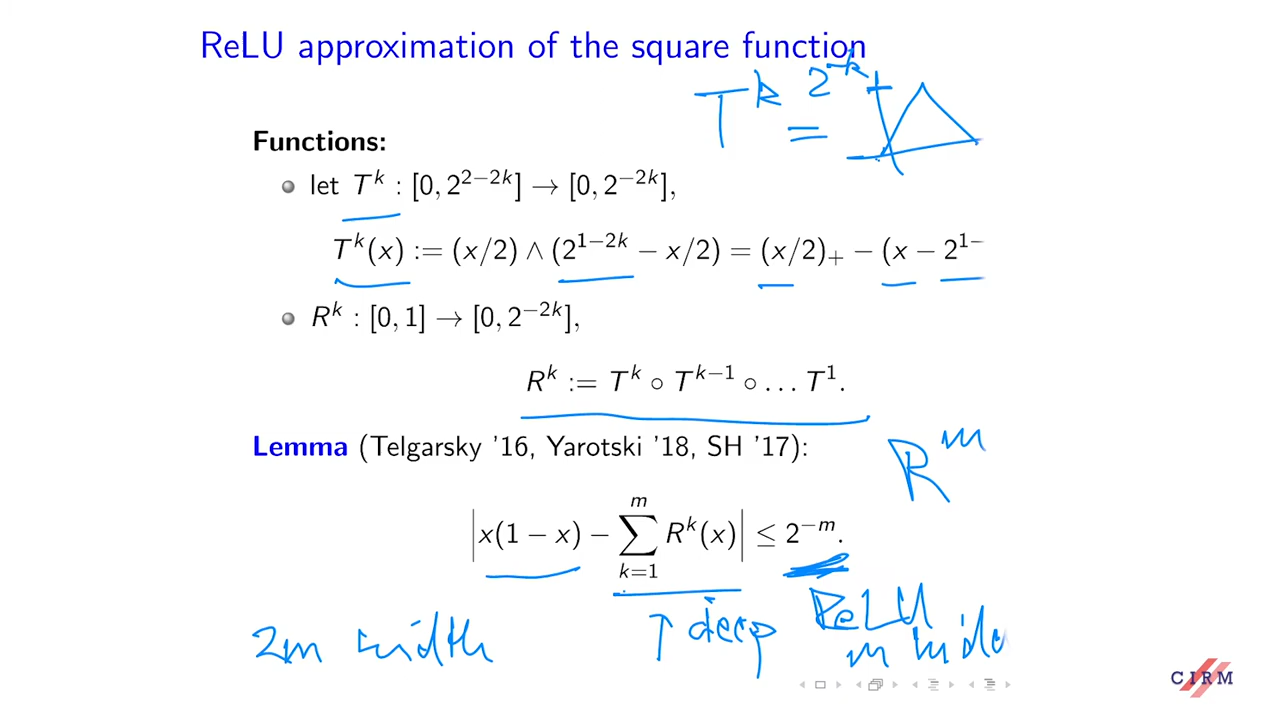 ReLU approximation of the square function
T^k = 2^{-k}
Functions:
let T^k : [0, 2^{2−2k}] → [0, 2^{−2k}],
T^k(x) := (x/2) ∧ (2^{1−2k} − x/2) = (x/2)_+ − (x − 2^{1−
R^k : [0, 1] → [0, 2^{−2k}],
R^k := T^k ∘ T^{k−1} ∘ . . . T^1.
Lemma (Telgarsky '16, Yarotski '18, SH '17):
R^m
|x(1 − x) − ∑_{k=1}^{m} R^k(x)| ≤ 2^{−m}.
2m width ↑ deep ReLU
m
CIRM